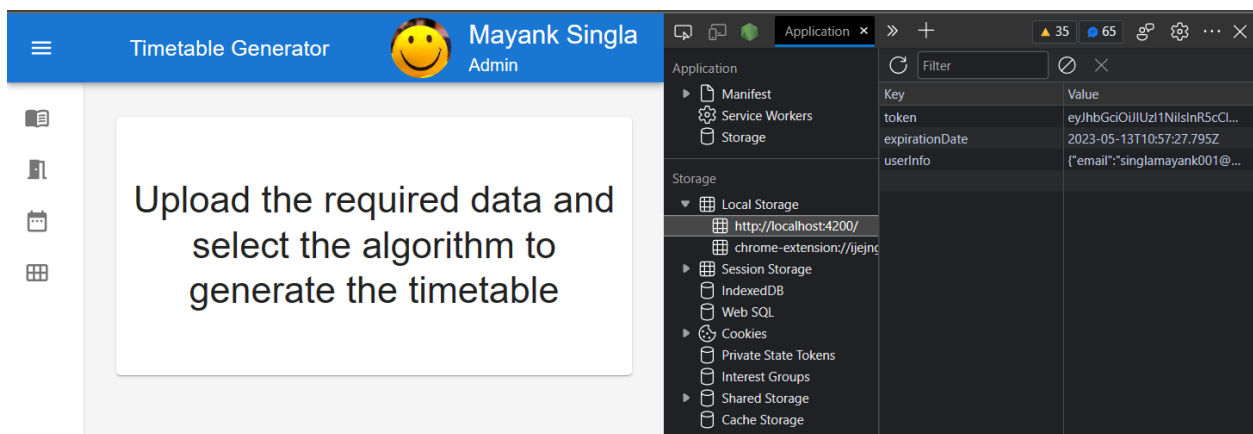 Timetable Generator
Mayank Singla
Admin
Upload the required data and
select the algorithm to
generate the timetable
Application
35
65
Application
Manifest
Service Workers
Storage
Storage
Local Storage
http://localhost:4200/
chrome-extension://ijejng
Session Storage
IndexedDB
Web SQL
Cookies
Private State Tokens
Interest Groups
Shared Storage
Cache Storage
Filter
Key Value
token eyJhbGciOiJIUzI1NiIsInR5cCI...
expirationDate 2023-05-13T10:57:27.795Z
userInfo {"email":"singlamayank001@...